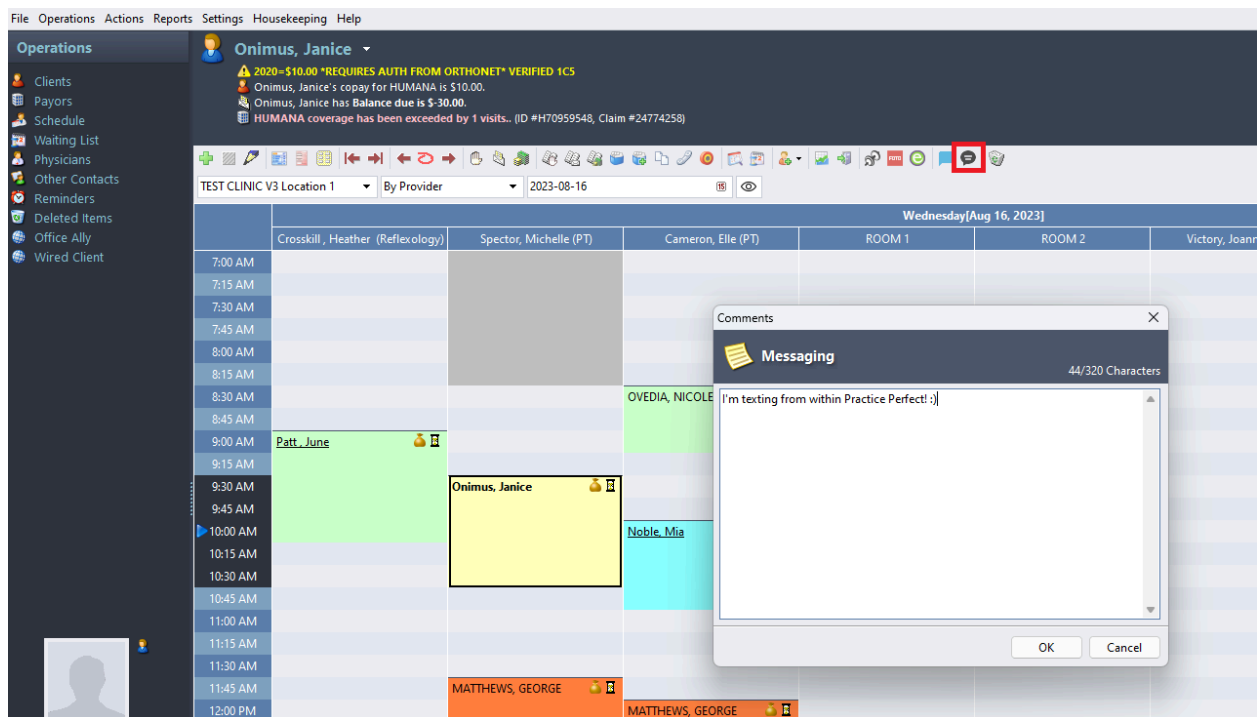 File Operations Actions Reports Settings Housekeeping Help
Operations
Clients
Payors
Schedule
Waiting List
Physicians
Other Contacts
Reminders
Deleted Items
Office Ally
Wired Client
Onimus, Janice
2020=$10.00 *REQUIRES AUTH FROM ORTHONET* VERIFIED 1C5
Onimus, Janice's copay for HUMANA is $10.00.
Onimus, Janice has Balance due is $-30.00.
HUMANA coverage has been exceeded by 1 visits.. (ID #H70959548, Claim #24774258)
TEST CLINIC V3 Location 1 By Provider 2023-08-16
Wednesday[Aug 16, 2023]
Crosskill , Heather (Reflexology) Spector, Michelle (PT) Cameron, Elle (PT) ROOM 1 ROOM 2 Victory, Joann
7:00 AM
7:15 AM
7:30 AM
7:45 AM
8:00 AM
8:15 AM
8:30 AM OVEDIA, NICOLE
8:45 AM
9:00 AM Patt , June
9:15 AM
9:30 AM Onimus, Janice
9:45 AM
10:00 AM Noble, Mia
10:15 AM
10:30 AM
10:45 AM
11:00 AM
11:15 AM
11:30 AM
11:45 AM MATTHEWS, GEORGE
12:00 PM MATTHEWS, GEORGE
Comments
Messaging
44/320 Characters
I'm texting from within Practice Perfect! :)
OK Cancel